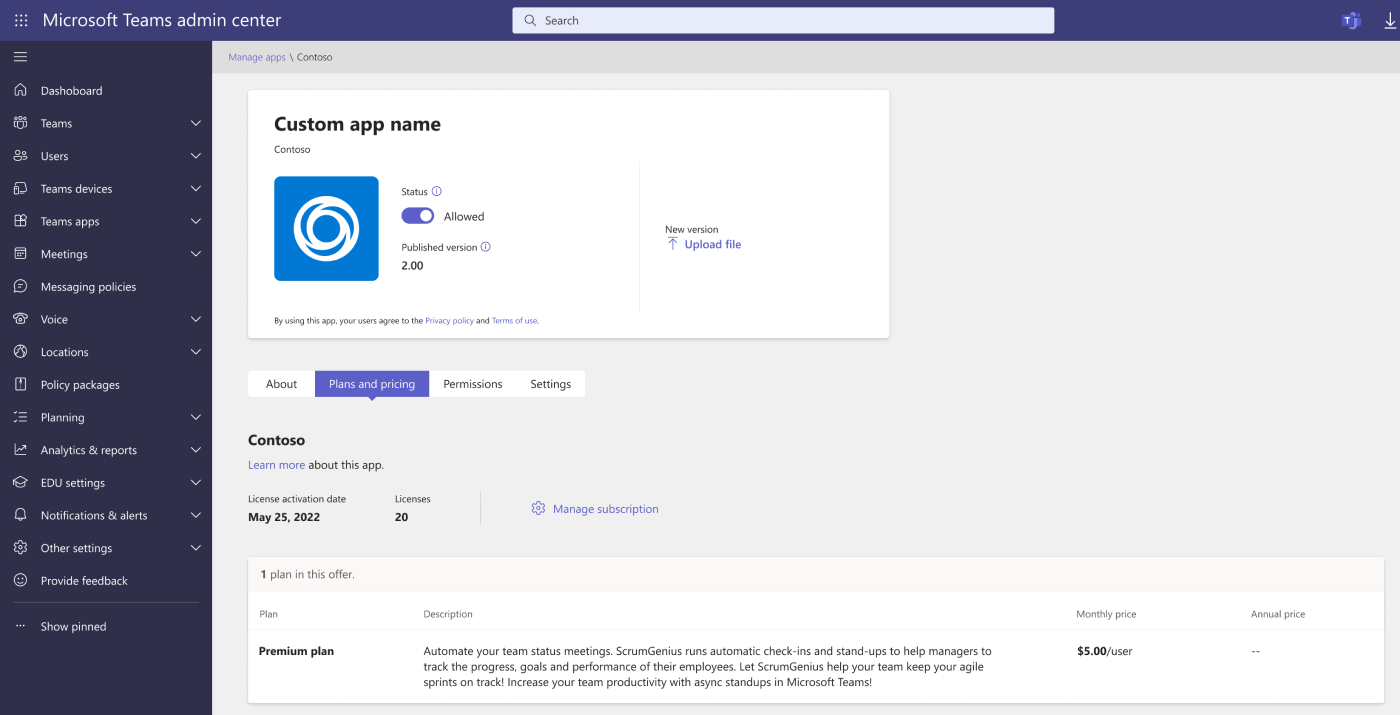 Microsoft Teams admin center
Search
Manage apps \ Contoso
Dashoboard
Teams
Users
Teams devices
Teams apps
Meetings
Messaging policies
Voice
Locations
Policy packages
Planning
Analytics & reports
EDU settings
Notifications & alerts
Other settings
Provide feedback
Show pinned
Custom app name
Contoso
Status
Allowed
Published version
2.00
New version
Upload file
By using this app, your users agree to the Privacy policy and Terms of use.
About Plans and pricing Permissions Settings
Contoso
Learn more about this app.
License activation date Licenses
May 25, 2022 20
Manage subscription
1 plan in this offer.
Plan Description Monthly price Annual price
Premium plan Automate your team status meetings. ScrumGenius runs automatic check-ins and stand-ups to help managers to $5.00/user --
track the progress, goals and performance of their employees. Let ScrumGenius help your team keep your agile
sprints on track! Increase your team productivity with async standups in Microsoft Teams!